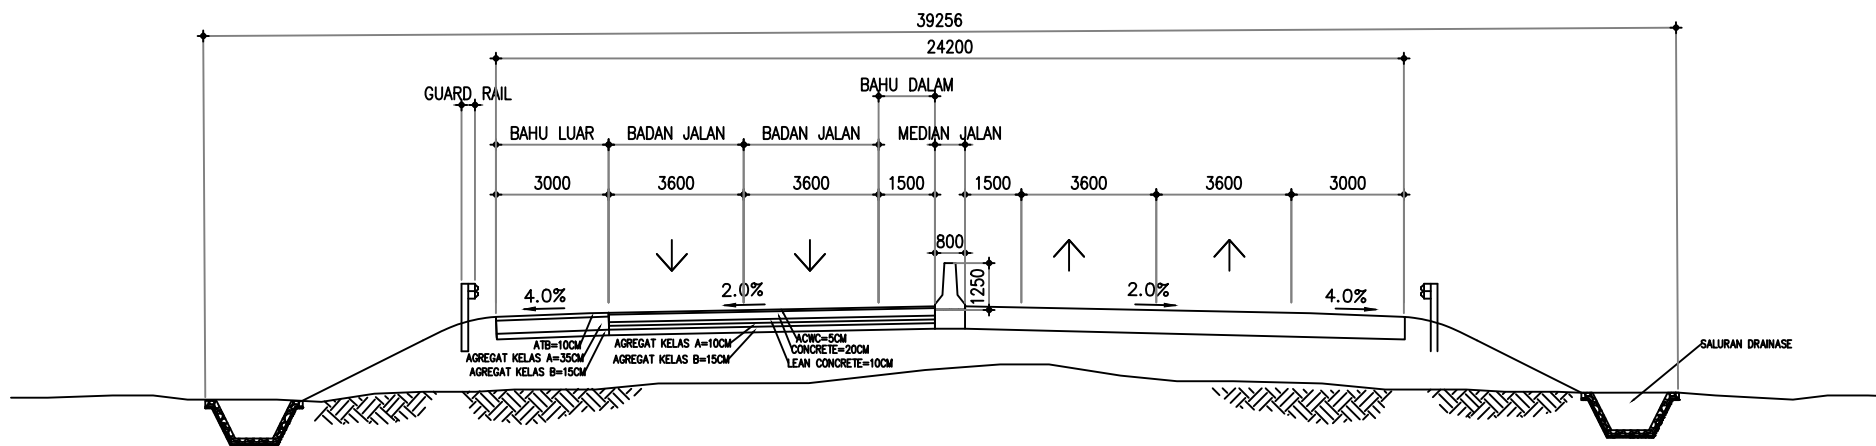 39256
24200
BAHU DALAM
GUARD RAIL
BAHU LUAR BADAN JALAN BADAN JALAN MEDIAN JALAN
3000 3600 3600 1500 1500 3600 3600 3000
800
1250
4.0% 2.0% 2.0% 4.0%
ATB=10CM
AGREGAT KELAS A=35CM
AGREGAT KELAS B=15CM
AGREGAT KELAS A=10CM
AGREGAT KELAS B=15CM
ACWC=5CM
CONCRETE=20CM
LEAN CONCRETE=10CM
SALURAN DRAINASE